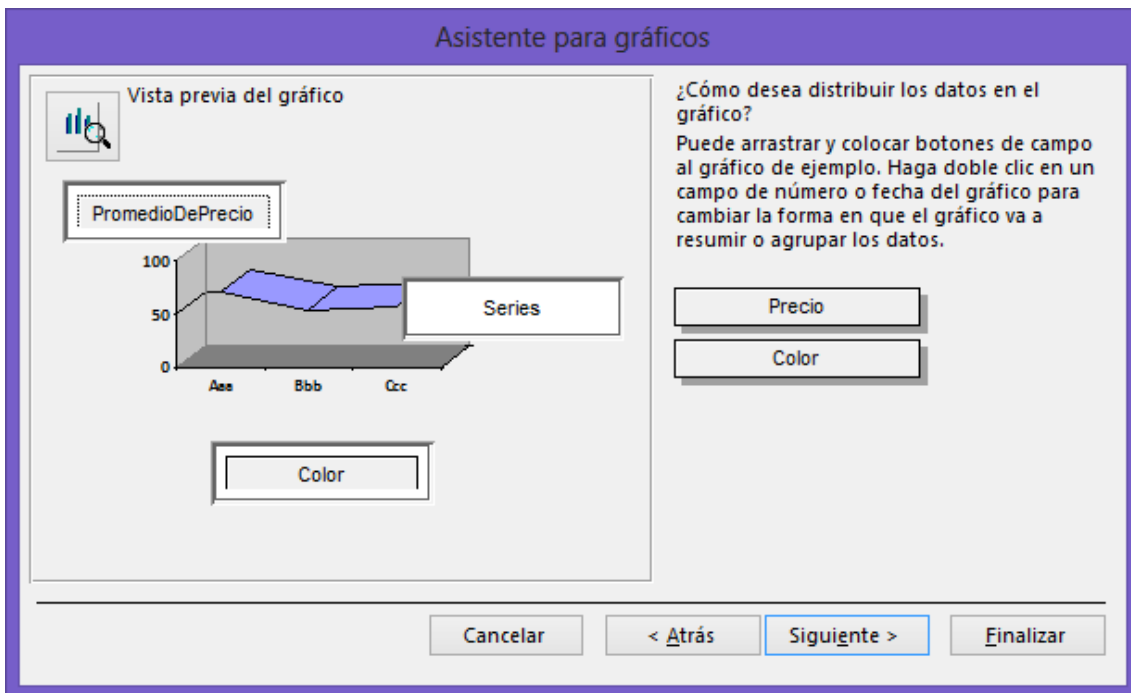 Asistente para gráficos
Vista previa del gráfico
PromedioDePrecio
100
50
0
Aaa Bbb Ccc
Series
Color
¿Cómo desea distribuir los datos en el
gráfico?
Puede arrastrar y colocar botones de campo
al gráfico de ejemplo. Haga doble clic en un
campo de número o fecha del gráfico para
cambiar la forma en que el gráfico va a
resumir o agrupar los datos.
Precio
Color
Cancelar < Atrás Siguiente > Finalizar